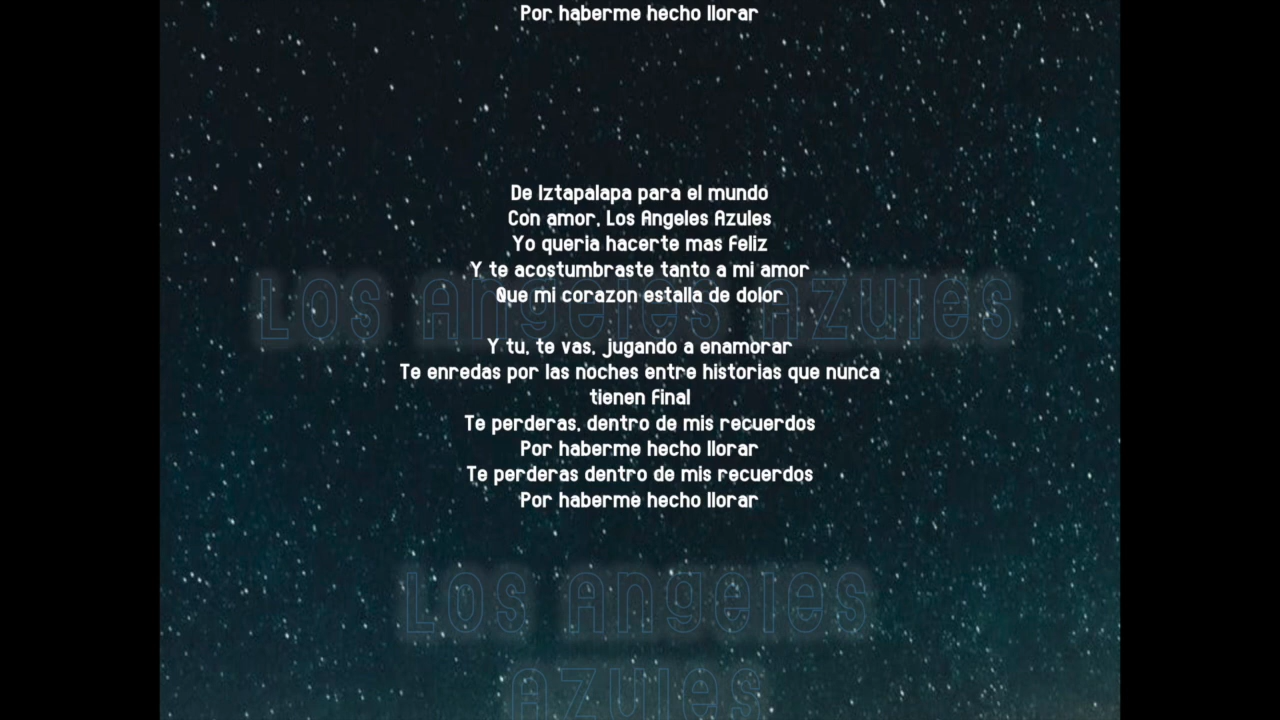 Por haberme hecho llorar
De Iztapalapa para el mundo
Con amor, Los Angeles Azules
Yo queria hacerte mas feliz
Y te acostumbraste tanto a mi amor
Que mi corazon estalla de dolor
Los Angeles Azules
Y tu, te vas, jugando a enamorar
Te enredas por las noches entre historias que nunca
tienen final
Te perderas, dentro de mis recuerdos
Por haberme hecho llorar
Te perderas dentro de mis recuerdos
Por haberme hecho llorar
Los Angeles
Azules